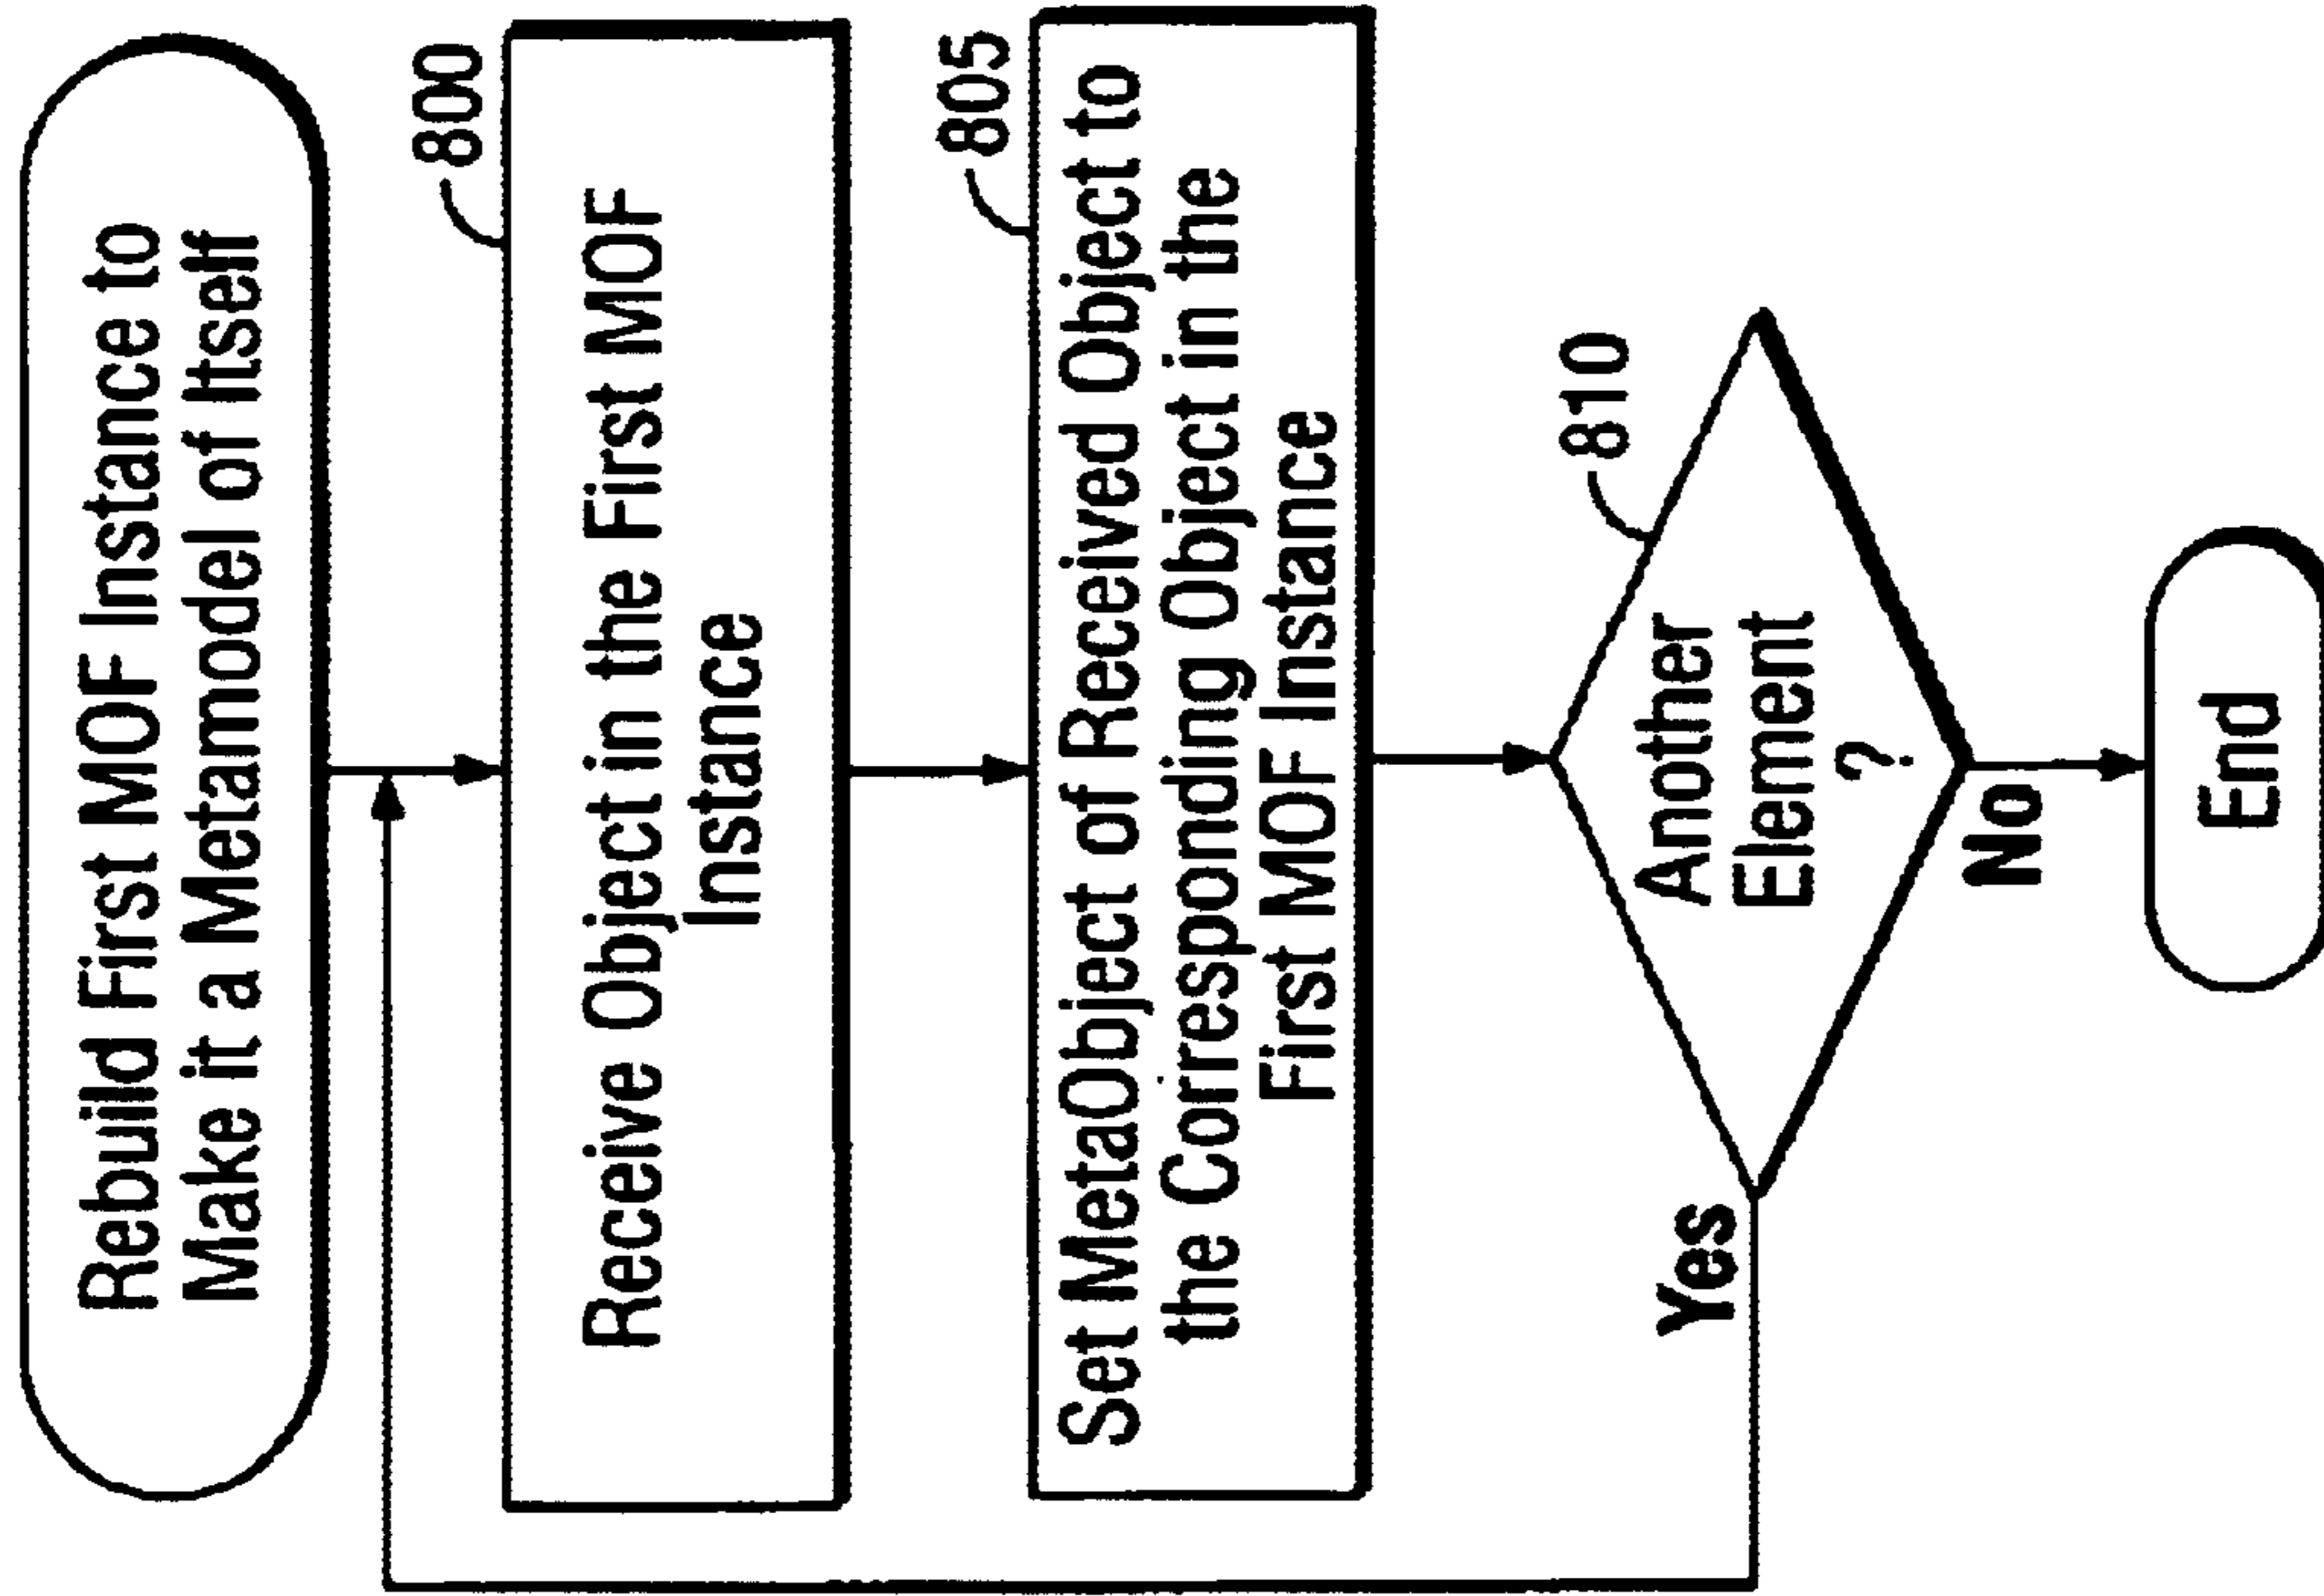 Rebuild First MOF Instance to
Make it a Metamodel of Itself
800
Receive Object in the First MOF
Instance
805
Set MetaObject of Received Object to
the Corresponding Object in the
First MOF Instance
810
Another
Element
?
Yes
No
End